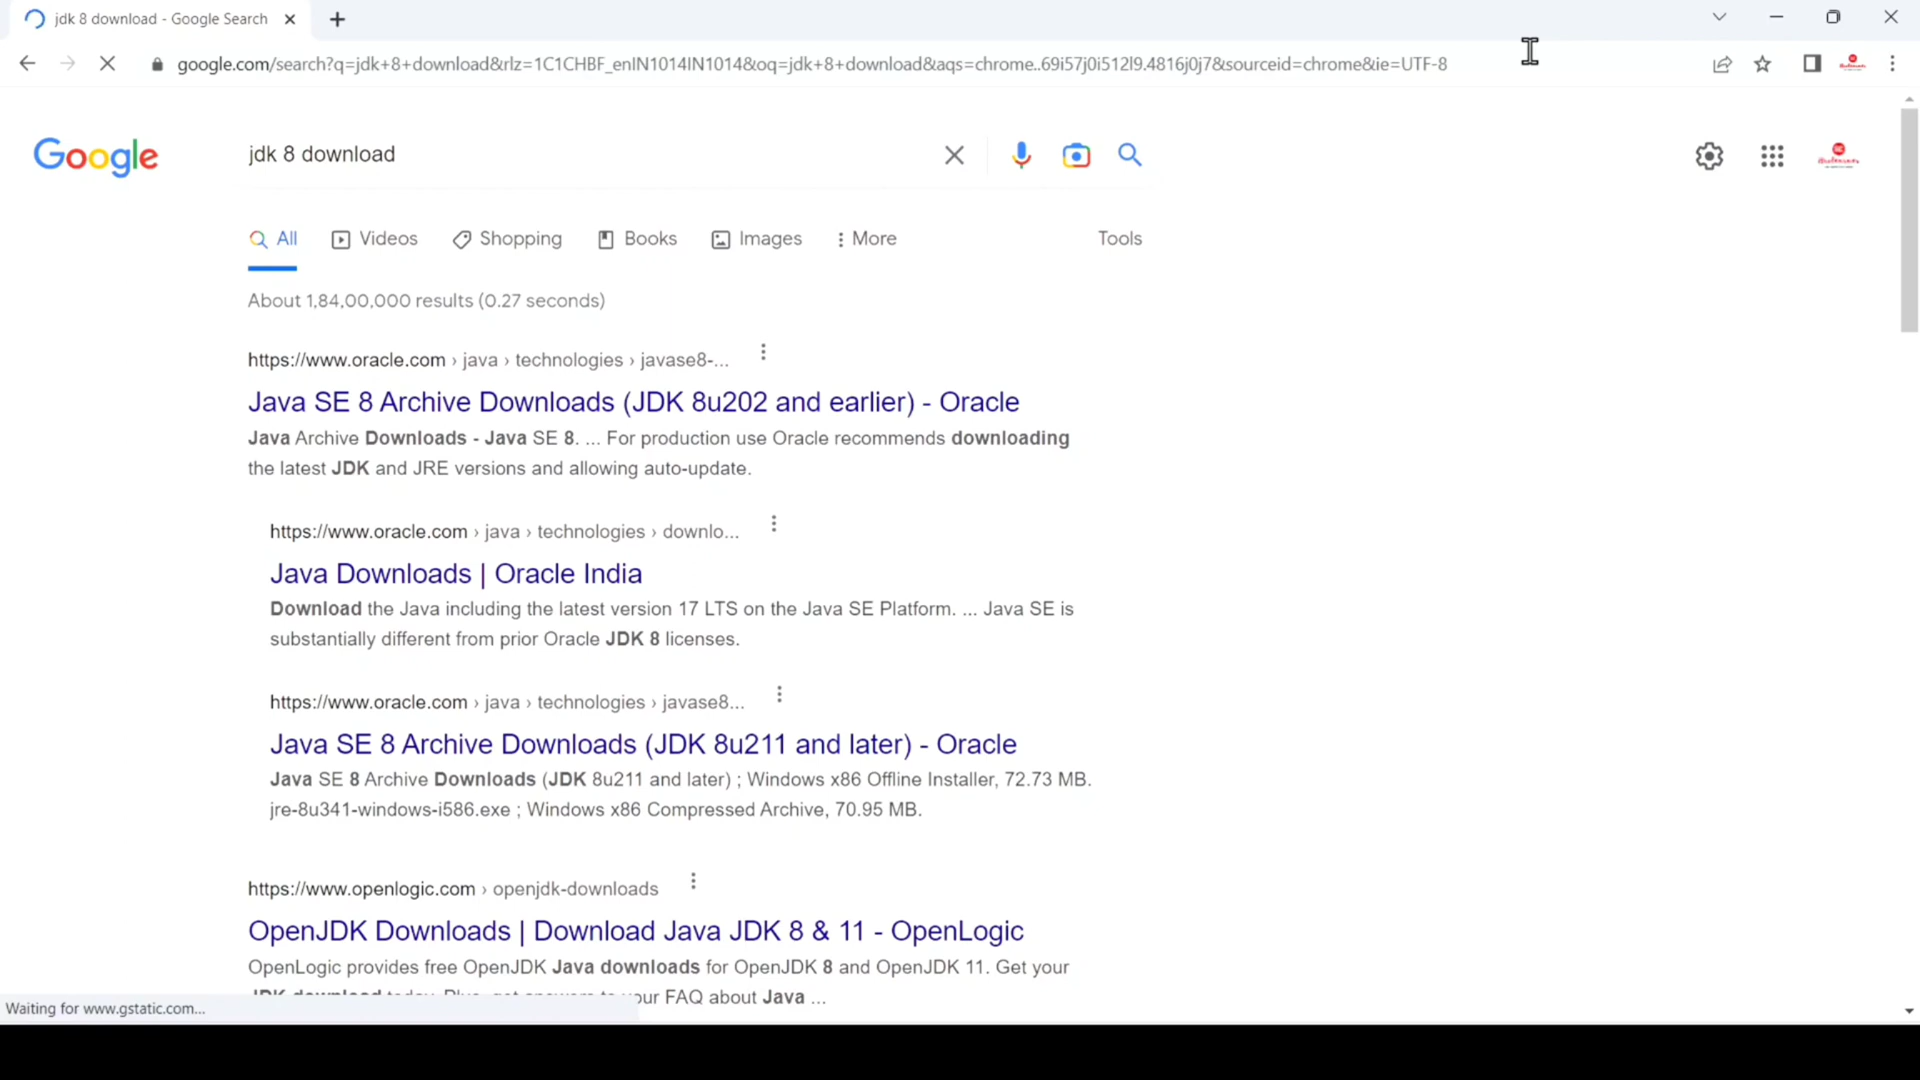 jdk 8 download - Google Search
google.com/search?q=jdk+8+download&rlz=1C1CHBF_enIN1014IN1014&oq=jdk+8+download&aqs=chrome..69i57j0i512l9.4816j0j7&sourceid=chrome&ie=UTF-8
Google
jdk 8 download
All Videos Shopping Books Images More Tools
About 1,84,00,000 results (0.27 seconds)
https://www.oracle.com › java › technologies › javase8-...
Java SE 8 Archive Downloads (JDK 8u202 and earlier) - Oracle
Java Archive Downloads - Java SE 8. ... For production use Oracle recommends downloading
the latest JDK and JRE versions and allowing auto-update.
https://www.oracle.com › java › technologies › downlo...
Java Downloads | Oracle India
Download the Java including the latest version 17 LTS on the Java SE Platform. ... Java SE is
substantially different from prior Oracle JDK 8 licenses.
https://www.oracle.com › java › technologies › javase8...
Java SE 8 Archive Downloads (JDK 8u211 and later) - Oracle
Java SE 8 Archive Downloads (JDK 8u211 and later) ; Windows x86 Offline Installer, 72.73 MB.
jre-8u341-windows-i586.exe ; Windows x86 Compressed Archive, 70.95 MB.
https://www.openlogic.com › openjdk-downloads
OpenJDK Downloads | Download Java JDK 8 & 11 - OpenLogic
OpenLogic provides free OpenJDK Java downloads for OpenJDK 8 and OpenJDK 11. Get your
our FAQ about Java ...
Waiting for www.gstatic.com...